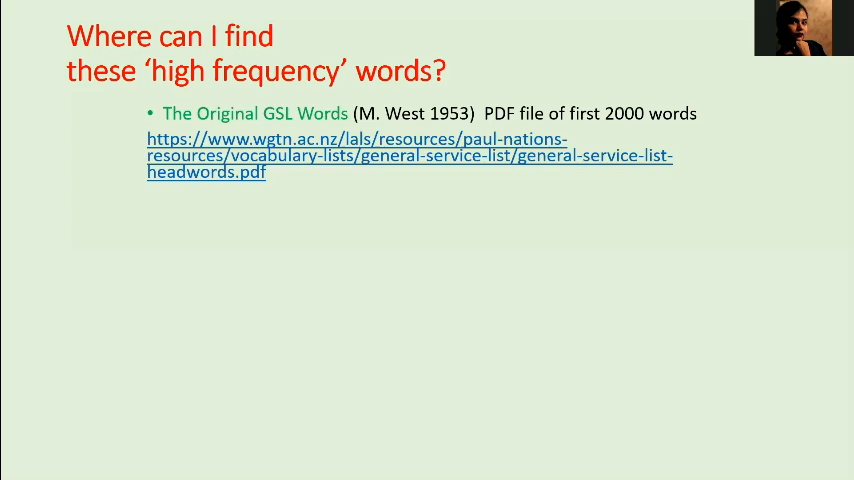 Where can I find
these ‘high frequency’ words?
• The Original GSL Words (M. West 1953)  PDF file of first 2000 words
https://www.wgtn.ac.nz/lals/resources/paul-nations-
resources/vocabulary-lists/general-service-list/general-service-list-
headwords.pdf